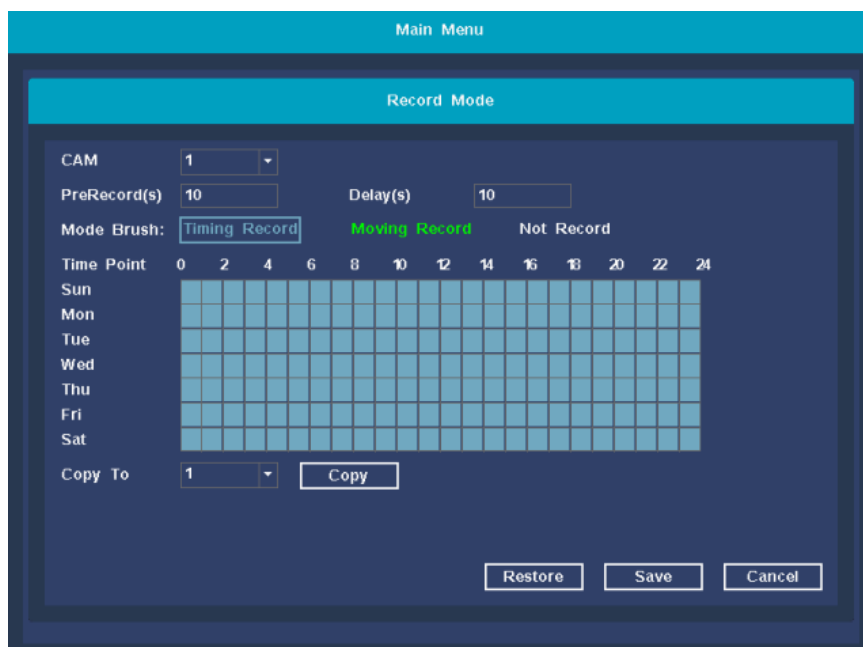 Main Menu
Record Mode
CAM 1
PreRecord(s) 10 Delay(s) 10
Mode Brush: Timing Record Moving Record Not Record
Time Point 0 2 4 6 8 10 12 14 16 18 20 22 24
Sun
Mon
Tue
Wed
Thu
Fri
Sat
Copy To 1 Copy
Restore Save Cancel